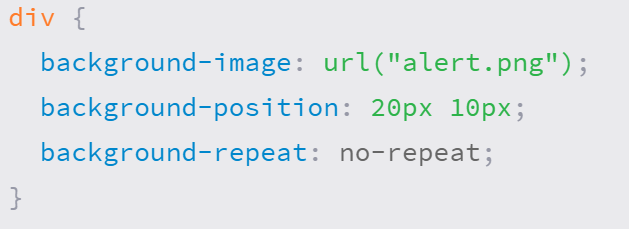 div {
  background-image: url("alert.png");
  background-position: 20px 10px;
  background-repeat: no-repeat;
}